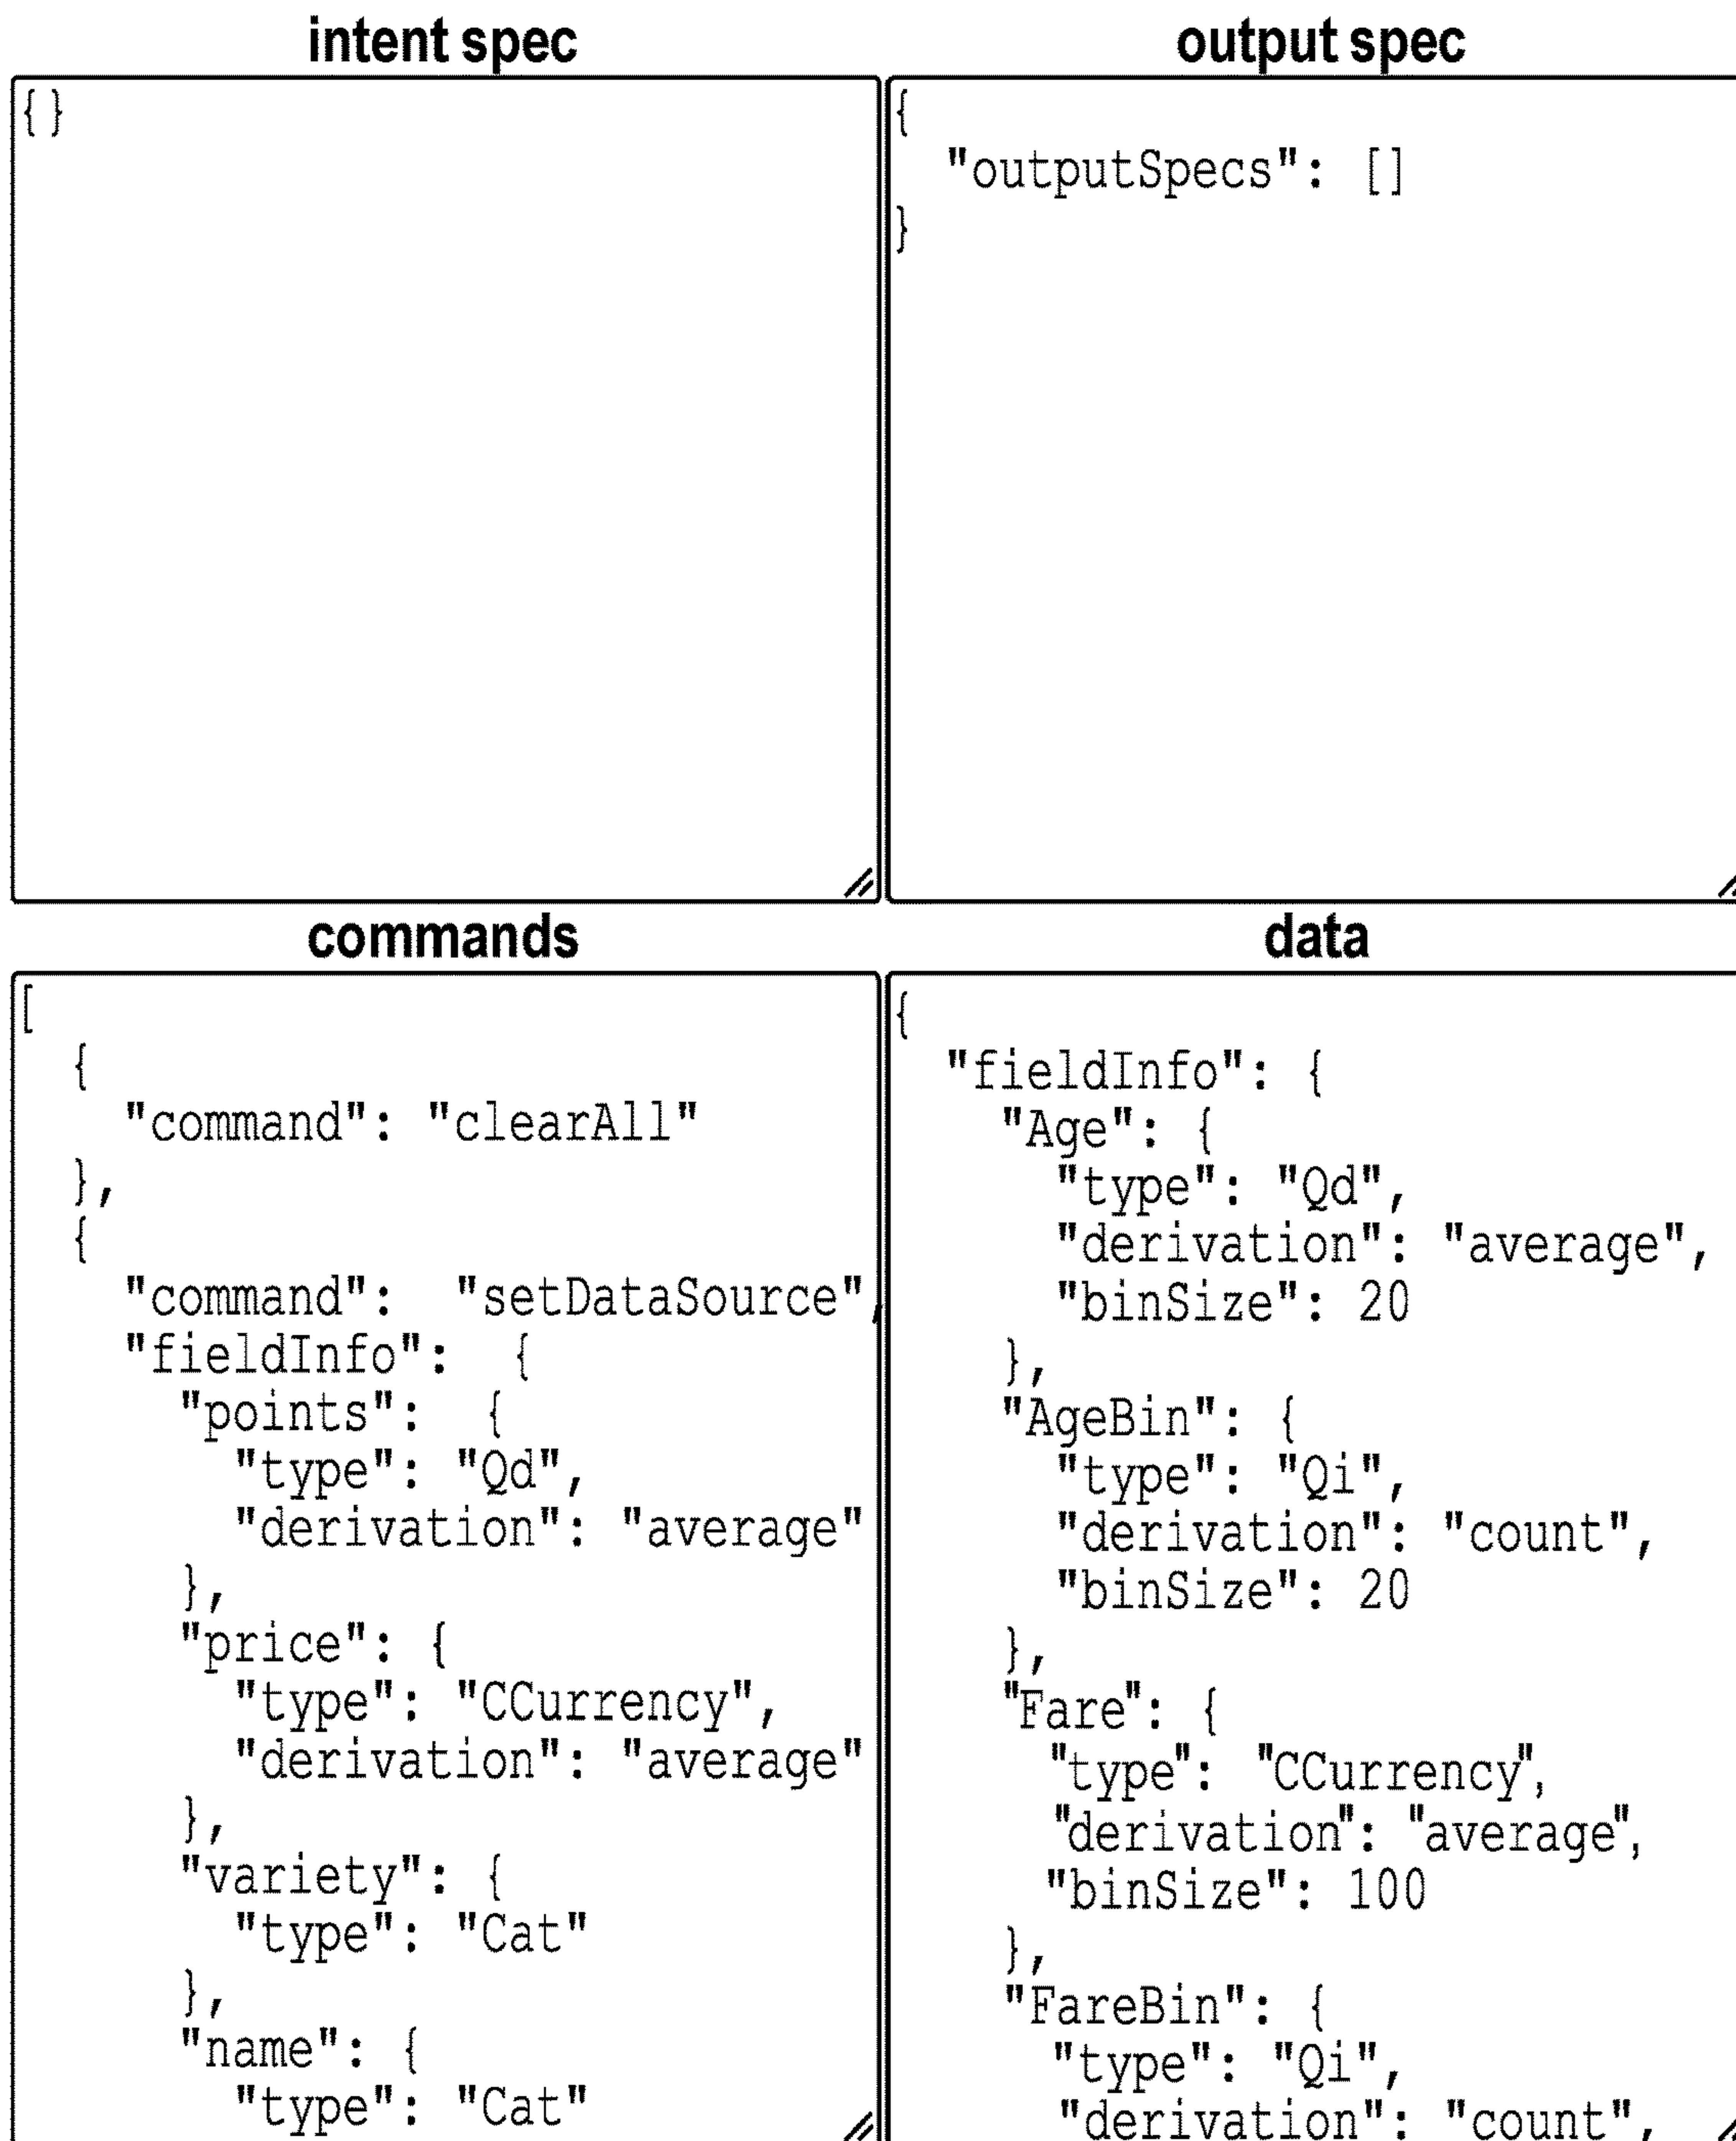 intent spec
{}
output spec
{
"outputSpecs": []
}
commands
[
{
"command": "clearAll"
},
{
"command": "setDataSource",
"fieldInfo": {
"points": {
"type": "Qd",
"derivation": "average"
},
"price": {
"type": "CCurrency",
"derivation": "average"
},
"variety": {
"type": "Cat"
},
"name": {
"type": "Cat"
data
{
"fieldInfo": {
"Age": {
"type": "Qd",
"derivation": "average",
"binSize": 20
},
"AgeBin": {
"type": "Qi",
"derivation": "count",
"binSize": 20
},
"Fare": {
"type": "CCurrency",
"derivation": "average",
"binSize": 100
},
"FareBin": {
"type": "Qi",
"derivation": "count",